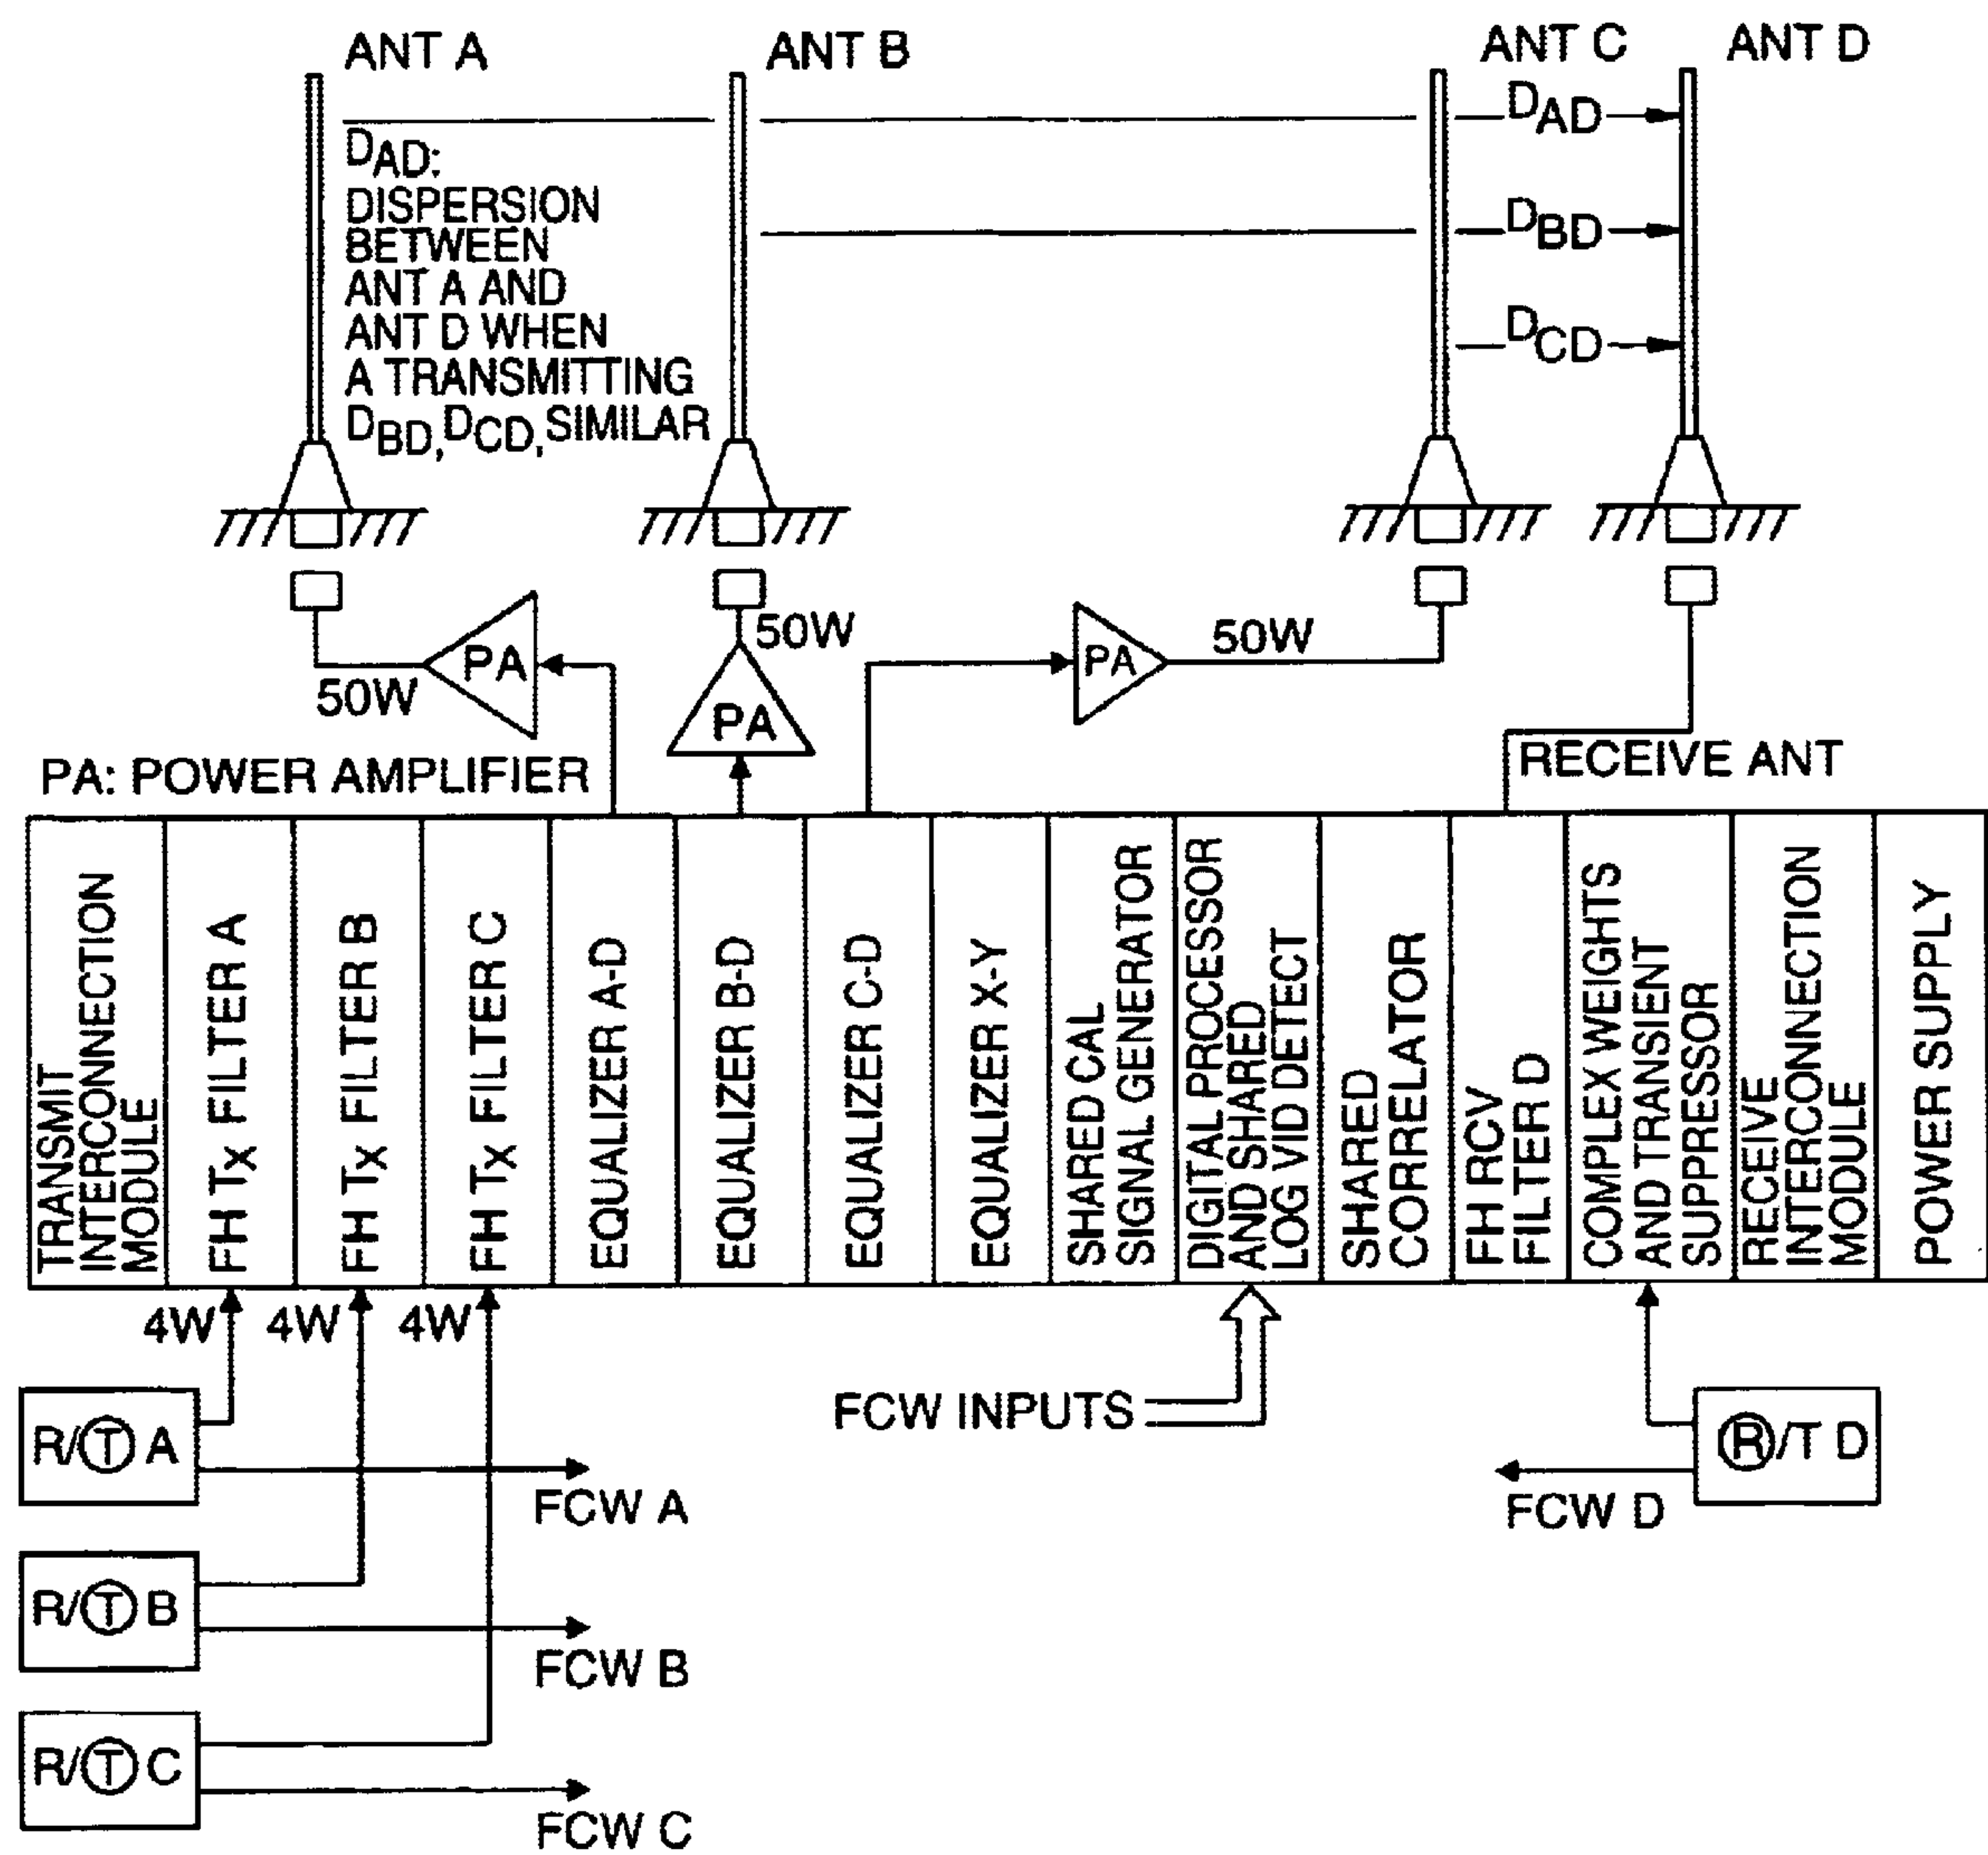 ANT A
ANT B
ANT C
ANT D
DAD
DBD
DCD
DAD:
DISPERSION
BETWEEN
ANT A AND
ANT D WHEN
A TRANSMITTING
DBD, DCD, SIMILAR
50W
PA
50W
PA
PA
50W
RECEIVE ANT
PA: POWER AMPLIFIER
TRANSMIT
INTERCONNECTION
MODULE
FH Tx FILTER A
FH Tx FILTER B
FH Tx FILTER C
EQUALIZER A-D
EQUALIZER B-D
EQUALIZER C-D
EQUALIZER X-Y
SHARED CAL
SIGNAL GENERATOR
DIGITAL PROCESSOR
AND SHARED
LOG VID DETECT
SHARED
CORRELATOR
FH RCV
FILTER D
COMPLEX WEIGHTS
AND TRANSIENT
SUPPRESSOR
RECEIVE
INTERCONNECTION
MODULE
POWER SUPPLY
4W
4W
4W
R/T A
FCW A
R/T B
FCW B
R/T C
FCW C
FCW INPUTS
R/T D
FCW D